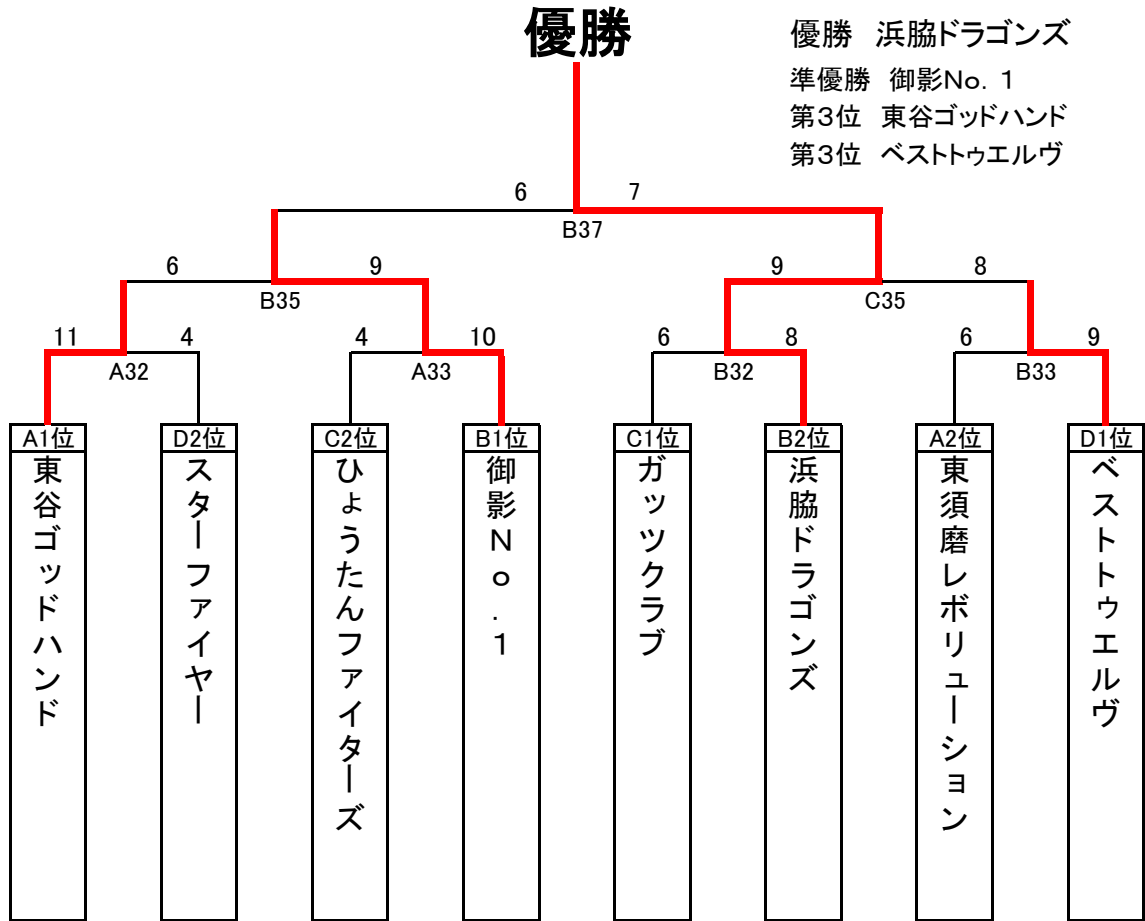 優勝
優勝 浜脇ドラゴンズ
準優勝 御影No.1
第3位 東谷ゴッドハンド
第3位 ベストトゥエルヴ
6 7
B37
6 9 9 8
B35 C35
11 4 4 10 6 8 6 9
A32 A33 B32 B33
A1位 D2位 C2位 B1位 C1位 B2位 A2位 D1位
東谷ゴッドハンド
スターファイヤー
ひょうたんファイターズ
御影No.1
ガッツクラブ
浜脇ドラゴンズ
東須磨レボリューション
ベストトゥエルヴ